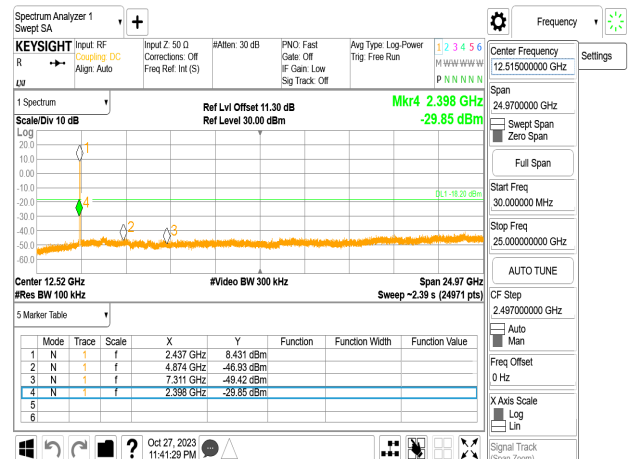 Spectrum Analyzer 1
Swept SA
Frequency
KEYSIGHT
R
Input: RF
Coupling: DC
Align: Auto
Input Z: 50 Ω
Corrections: Off
Freq Ref: Int (S)
#Atten: 30 dB
PNO: Fast
Gate: Off
IF Gain: Low
Sig Track: Off
Avg Type: Log-Power
Trig: Free Run
1 2 3 4 5 6
M W W W W W
P N N N N N
1 Spectrum
Scale/Div 10 dB
Ref Lvl Offset 11.30 dB
Ref Level 30.00 dBm
Mkr4 2.398 GHz
-29.85 dBm
Log
20.0
10.0
0.00
-10.0
-20.0
-30.0
-40.0
-50.0
-60.0
1
4
2
3
DL1 -18.20 dBm
Center 12.52 GHz
#Video BW 300 kHz
Span 24.97 GHz
#Res BW 100 kHz
Sweep ~2.39 s (24971 pts)
5 Marker Table
Mode Trace Scale X Y Function Function Width Function Value
1 N 1 f 2.437 GHz 8.431 dBm
2 N 1 f 4.874 GHz -46.93 dBm
3 N 1 f 7.311 GHz -49.42 dBm
4 N 1 f 2.398 GHz -29.85 dBm
5
6
?
Oct 27, 2023
11:41:29 PM
Center Frequency
12.515000000 GHz
Settings
Span
24.9700000 GHz
Swept Span
Zero Span
Full Span
Start Freq
30.000000 MHz
Stop Freq
25.000000000 GHz
AUTO TUNE
CF Step
2.497000000 GHz
Auto
Man
Freq Offset
0 Hz
X Axis Scale
Log
Lin
Signal Track
(Span Zoom)